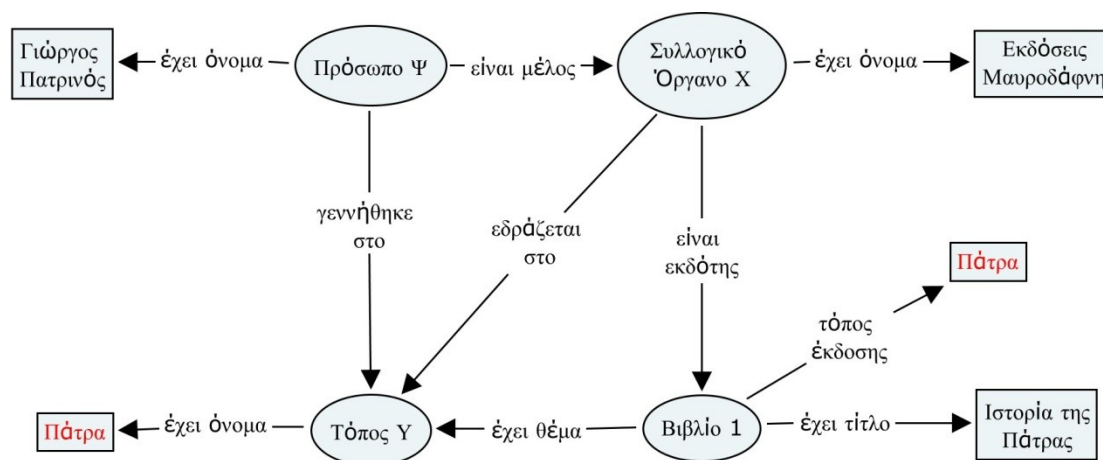 Γιώργος
Πατρινός
έχει όνομα
Πρόσωπο Ψ
είναι μέλος
Συλλογικό
Όργανο Χ
έχει όνομα
Εκδόσεις
Μαυροδάφνη
γεννήθηκε
στο
εδράζεται
στο
είναι
εκδότης
Πάτρα
τόπος
έκδοσης
Πάτρα
έχει όνομα
Τόπος Υ
έχει θέμα
Βιβλίο 1
έχει τίτλο
Ιστορία της
Πάτρας